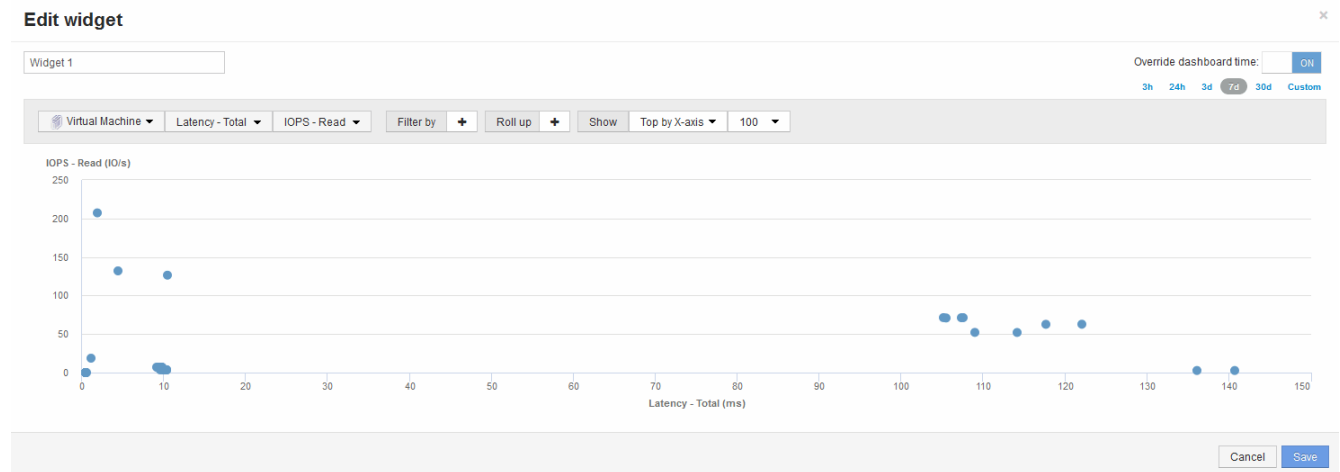 Edit widget ×
Widget 1
Override dashboard time: ON
3h 24h 3d 7d 30d Custom
Virtual Machine Latency - Total IOPS - Read Filter by + Roll up + Show Top by X-axis 100
IOPS - Read (IO/s)
250
200
150
100
50
0
0 10 20 30 40 50 60 70 80 90 100 110 120 130 140 150
Latency - Total (ms)
Cancel Save